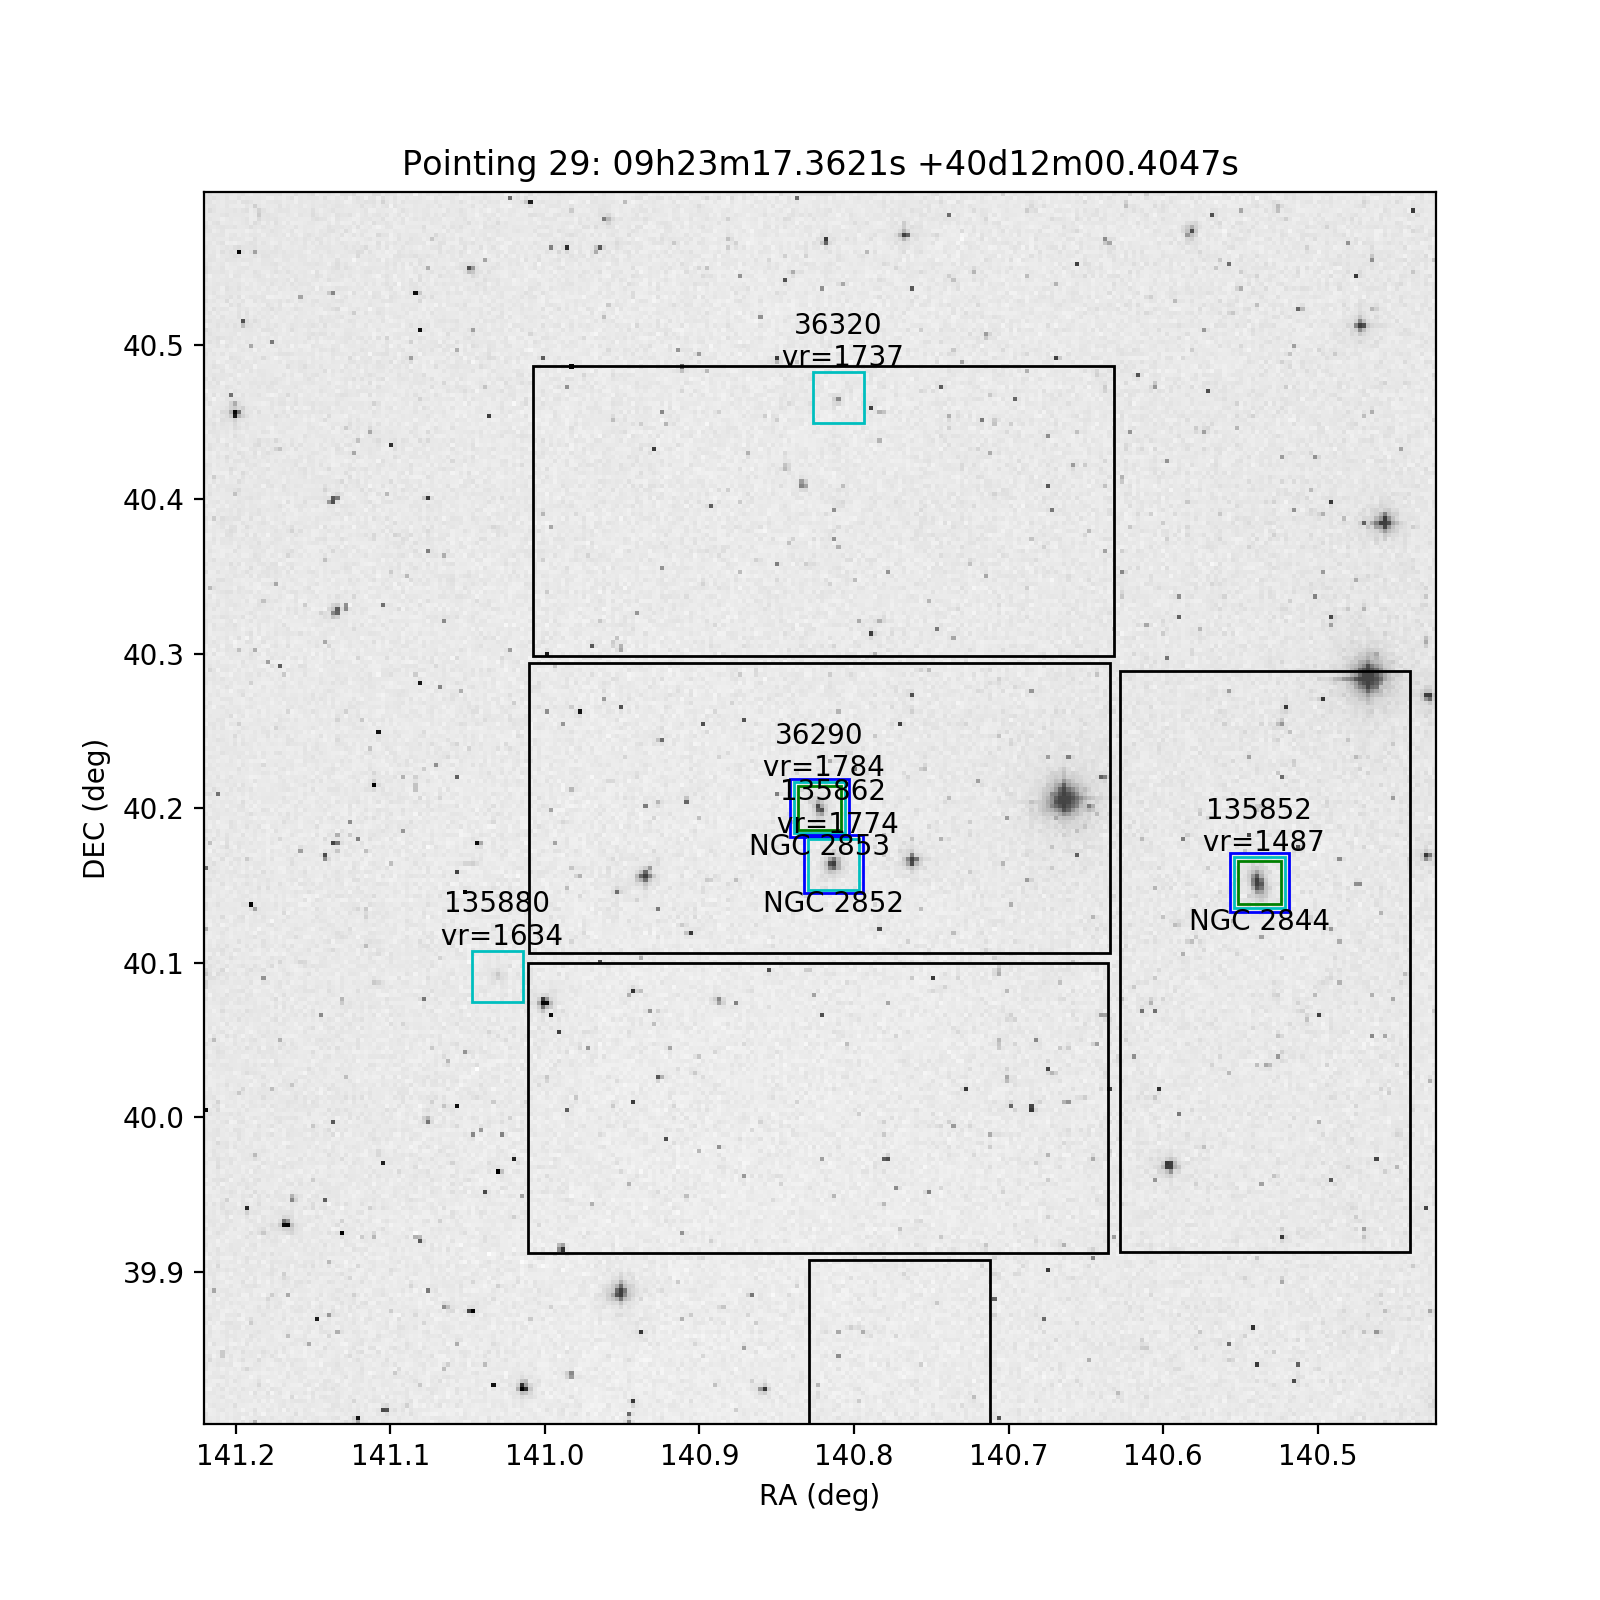 Pointing 29: 09h23m17.3621s +40d12m00.4047s
36320
vr=1737
36290
vr=1784
135862
vr=1774
NGC 2853
NGC 2852
135852
vr=1487
NGC 2844
135880
vr=1634
40.5
40.4
40.3
40.2
40.1
40.0
39.9
DEC (deg)
141.2 141.1 141.0 140.9 140.8 140.7 140.6 140.5
RA (deg)